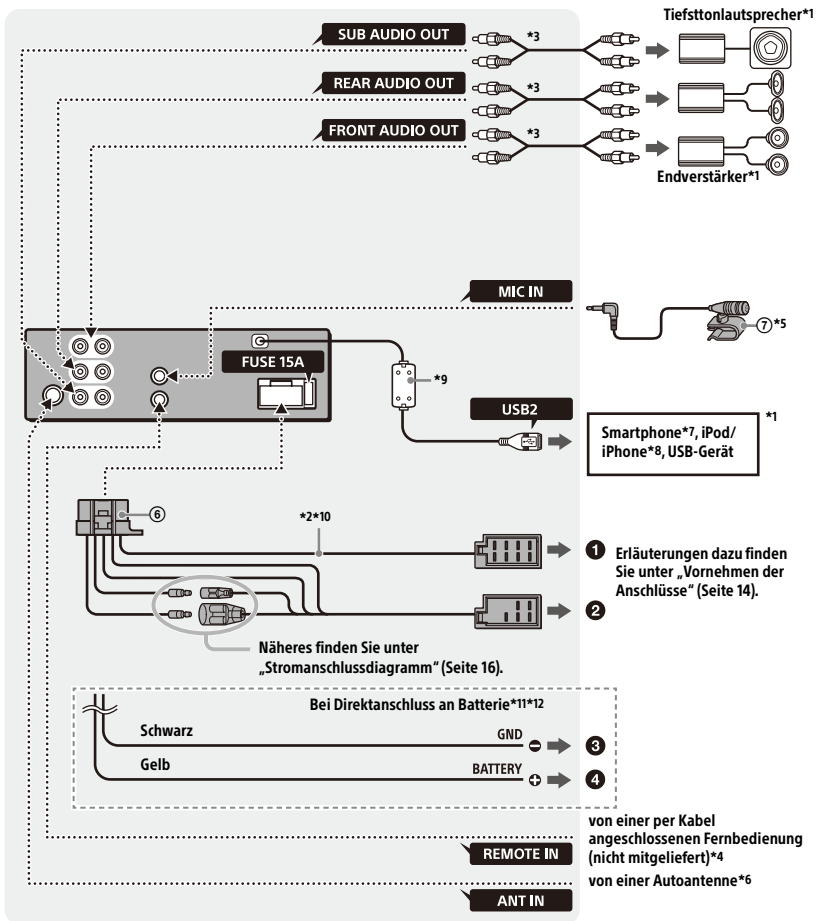 Tiefsttonlautsprecher*1
SUB AUDIO OUT
*3
REAR AUDIO OUT
*3
FRONT AUDIO OUT
*3
Endverstärker*1
MIC IN
⑦*5
FUSE 15A
*9
USB2
*1
Smartphone*7, iPod/
iPhone*8, USB-Gerät
⑥
*2*10
❶
Erläuterungen dazu finden
Sie unter „Vornehmen der
Anschlüsse“ (Seite 14).
❷
Näheres finden Sie unter
„Stromanschlussdiagramm“ (Seite 16).
Bei Direktanschluss an Batterie*11*12
Schwarz
GND
❸
Gelb
BATTERY
❹
von einer per Kabel
angeschlossenen Fernbedienung
(nicht mitgeliefert)*4
REMOTE IN
von einer Autoantenne*6
ANT IN